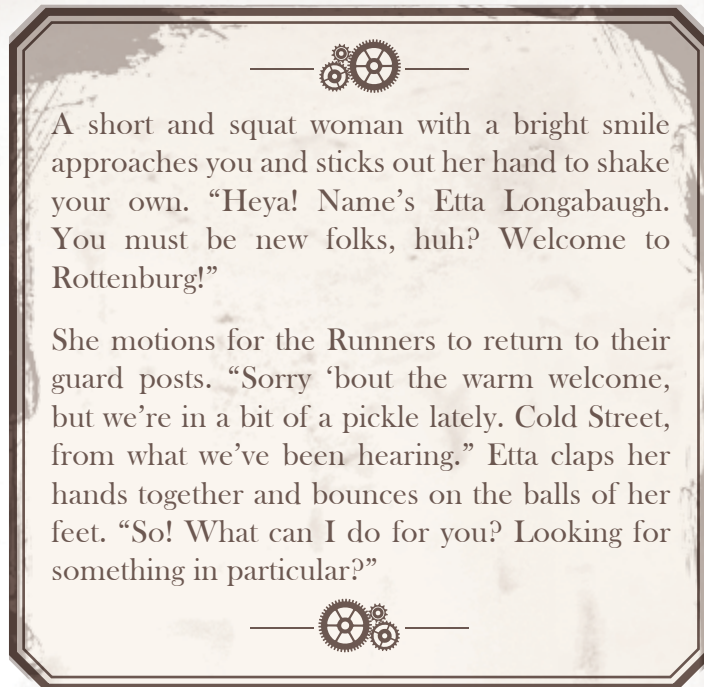 A short and squat woman with a bright smile
approaches you and sticks out her hand to shake
your own. “Heya! Name’s Etta Longabaugh.
You must be new folks, huh? Welcome to
Rottenburg!”
She motions for the Runners to return to their
guard posts. “Sorry ‘bout the warm welcome,
but we’re in a bit of a pickle lately. Cold Street,
from what we’ve been hearing.” Etta claps her
hands together and bounces on the balls of her
feet. “So! What can I do for you? Looking for
something in particular?”